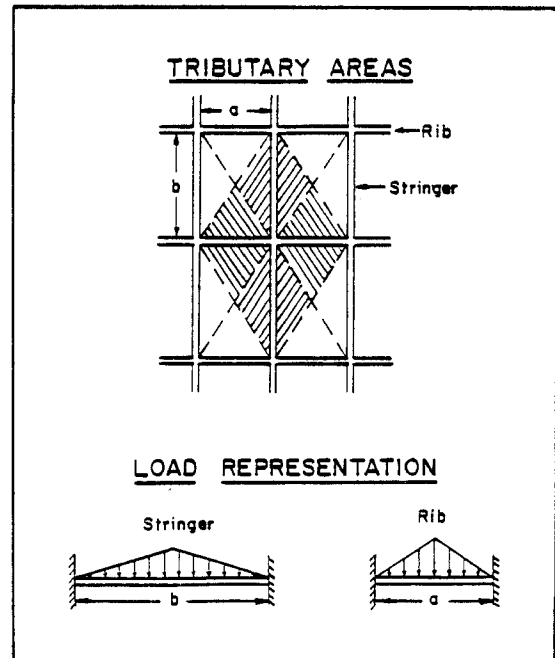 TRIBUTARY AREAS
a
Rib
b
Stringer
LOAD REPRESENTATION
Stringer
Rib
b
a